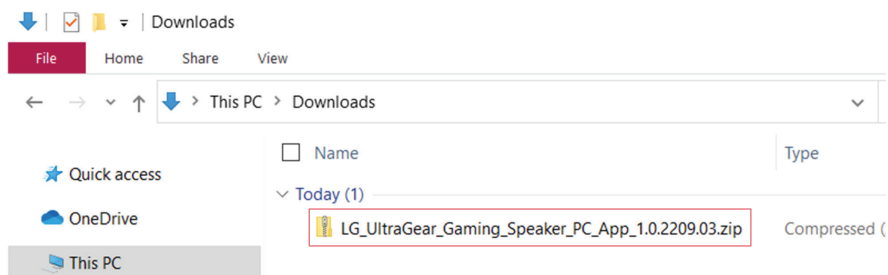 Downloads
File Home Share View
This PC > Downloads
Name Type
Quick access
Today (1)
OneDrive
LG_UltraGear_Gaming_Speaker_PC_App_1.0.2209.03.zip Compressed (
This PC